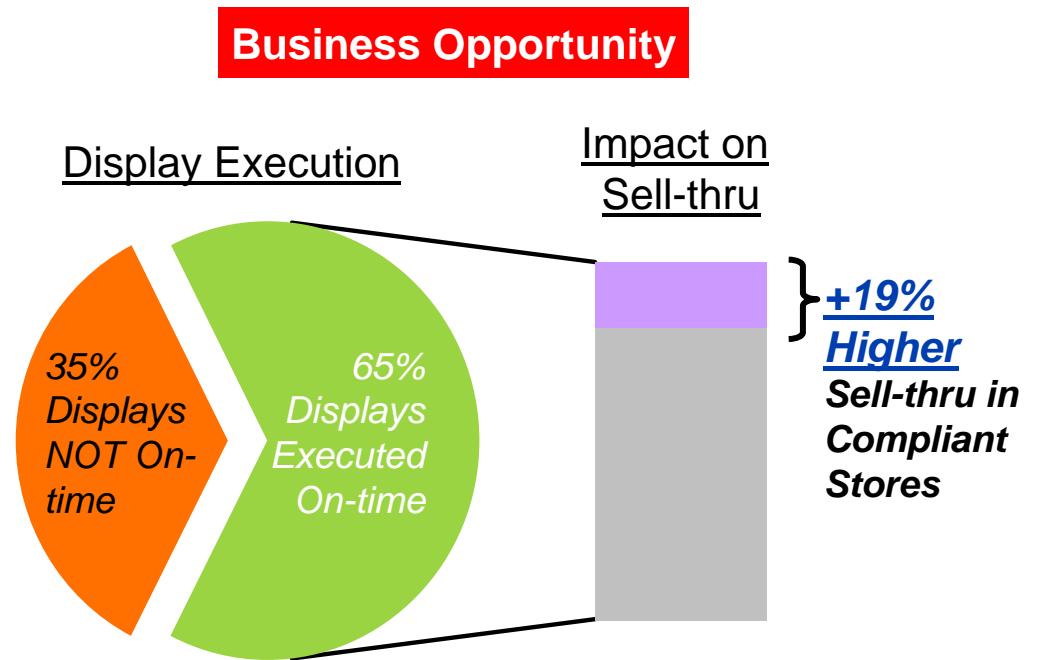 Business Opportunity
Display Execution
Impact on
Sell-thru
35%
Displays
NOT On-
time
65%
Displays
Executed
On-time
+19%
Higher
Sell-thru in
Compliant
Stores